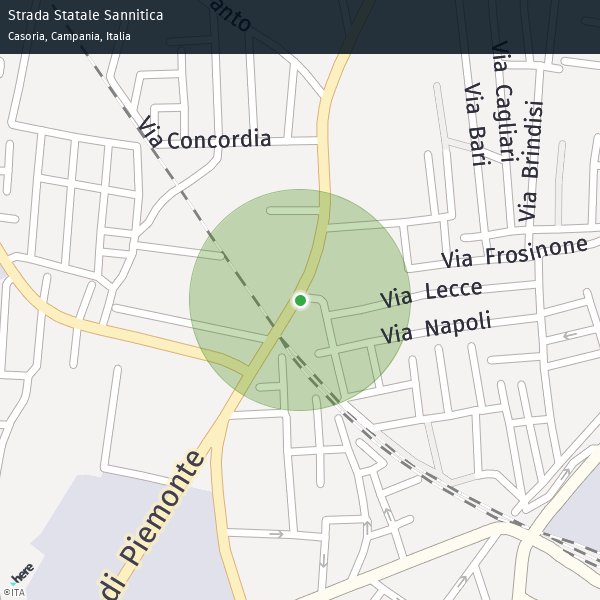 Strada Statale Sannitica
Casoria, Campania, Italia
anto
Via Concordia
Via Bari
Via Cagliari
Via Brindisi
Via Frosinone
Via Lecce
Via Napoli
di Piemonte
here
©ITA